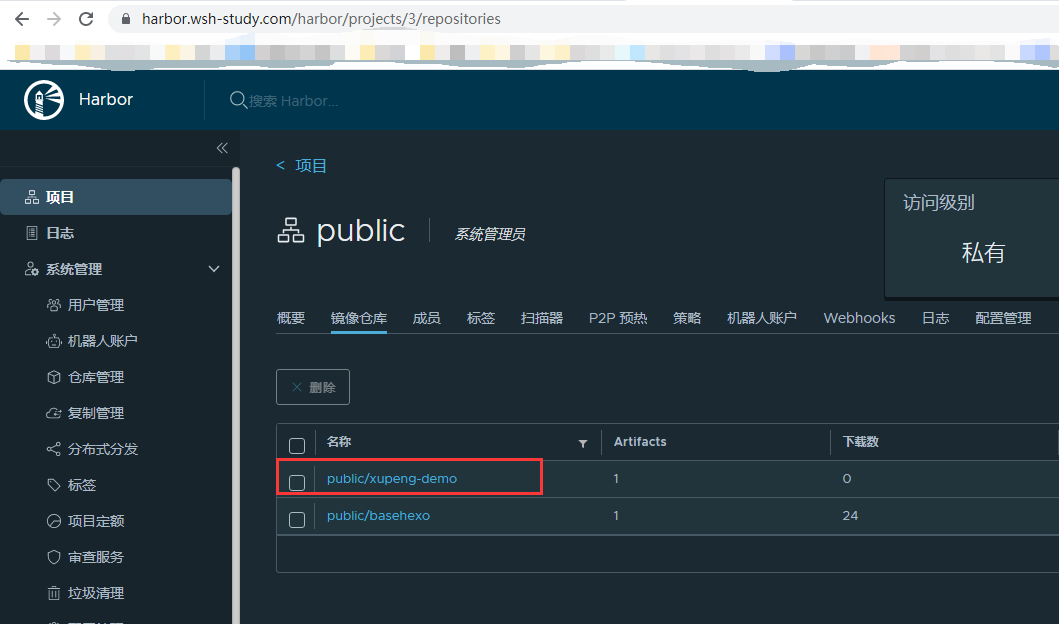 harbor.wsh-study.com/harbor/projects/3/repositories
Harbor
搜索 Harbor...
< 项目
项目
日志
系统管理
用户管理
机器人账户
仓库管理
复制管理
分布式分发
标签
项目定额
审查服务
垃圾清理
public 系统管理员
访问级别
私有
概要 镜像仓库 成员 标签 扫描器 P2P 预热 策略 机器人账户 Webhooks 日志 配置管理
删除
名称 Artifacts 下载数
public/xupeng-demo 1 0
public/basehexo 1 24